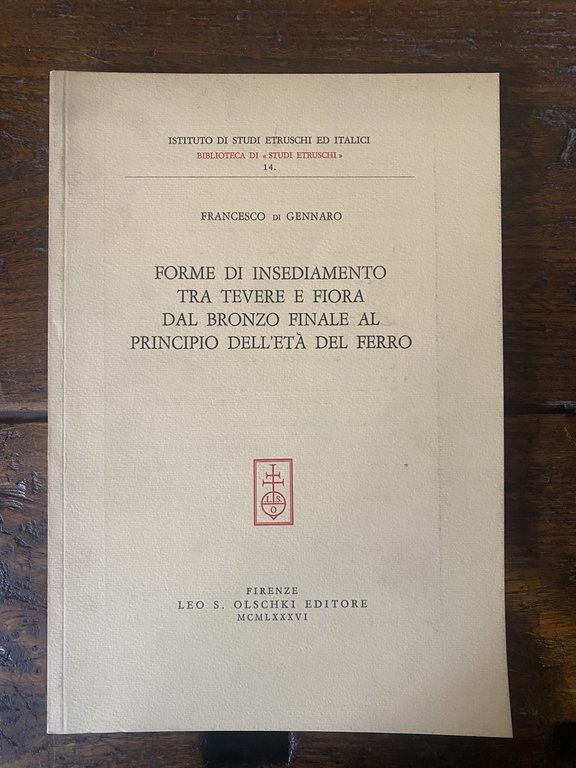 ISTITUTO DI STUDI ETRUSCHI ED ITALICI
BIBLIOTECA DI «STUDI ETRUSCHI»
14.
FRANCESCO DI GENNARO
FORME DI INSEDIAMENTO
TRA TEVERE E FIORA
DAL BRONZO FINALE AL
PRINCIPIO DELL'ETÀ DEL FERRO
L. S.
O
FIRENZE
LEO S. OLSCHKI EDITORE
MCMLXXXVI